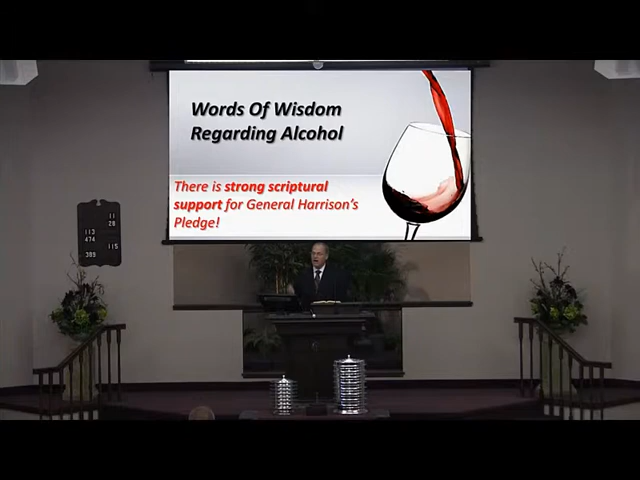 Words Of Wisdom
Regarding Alcohol
There is strong scriptural
support for General Harrison's
Pledge!
11
28
113
474
115
389